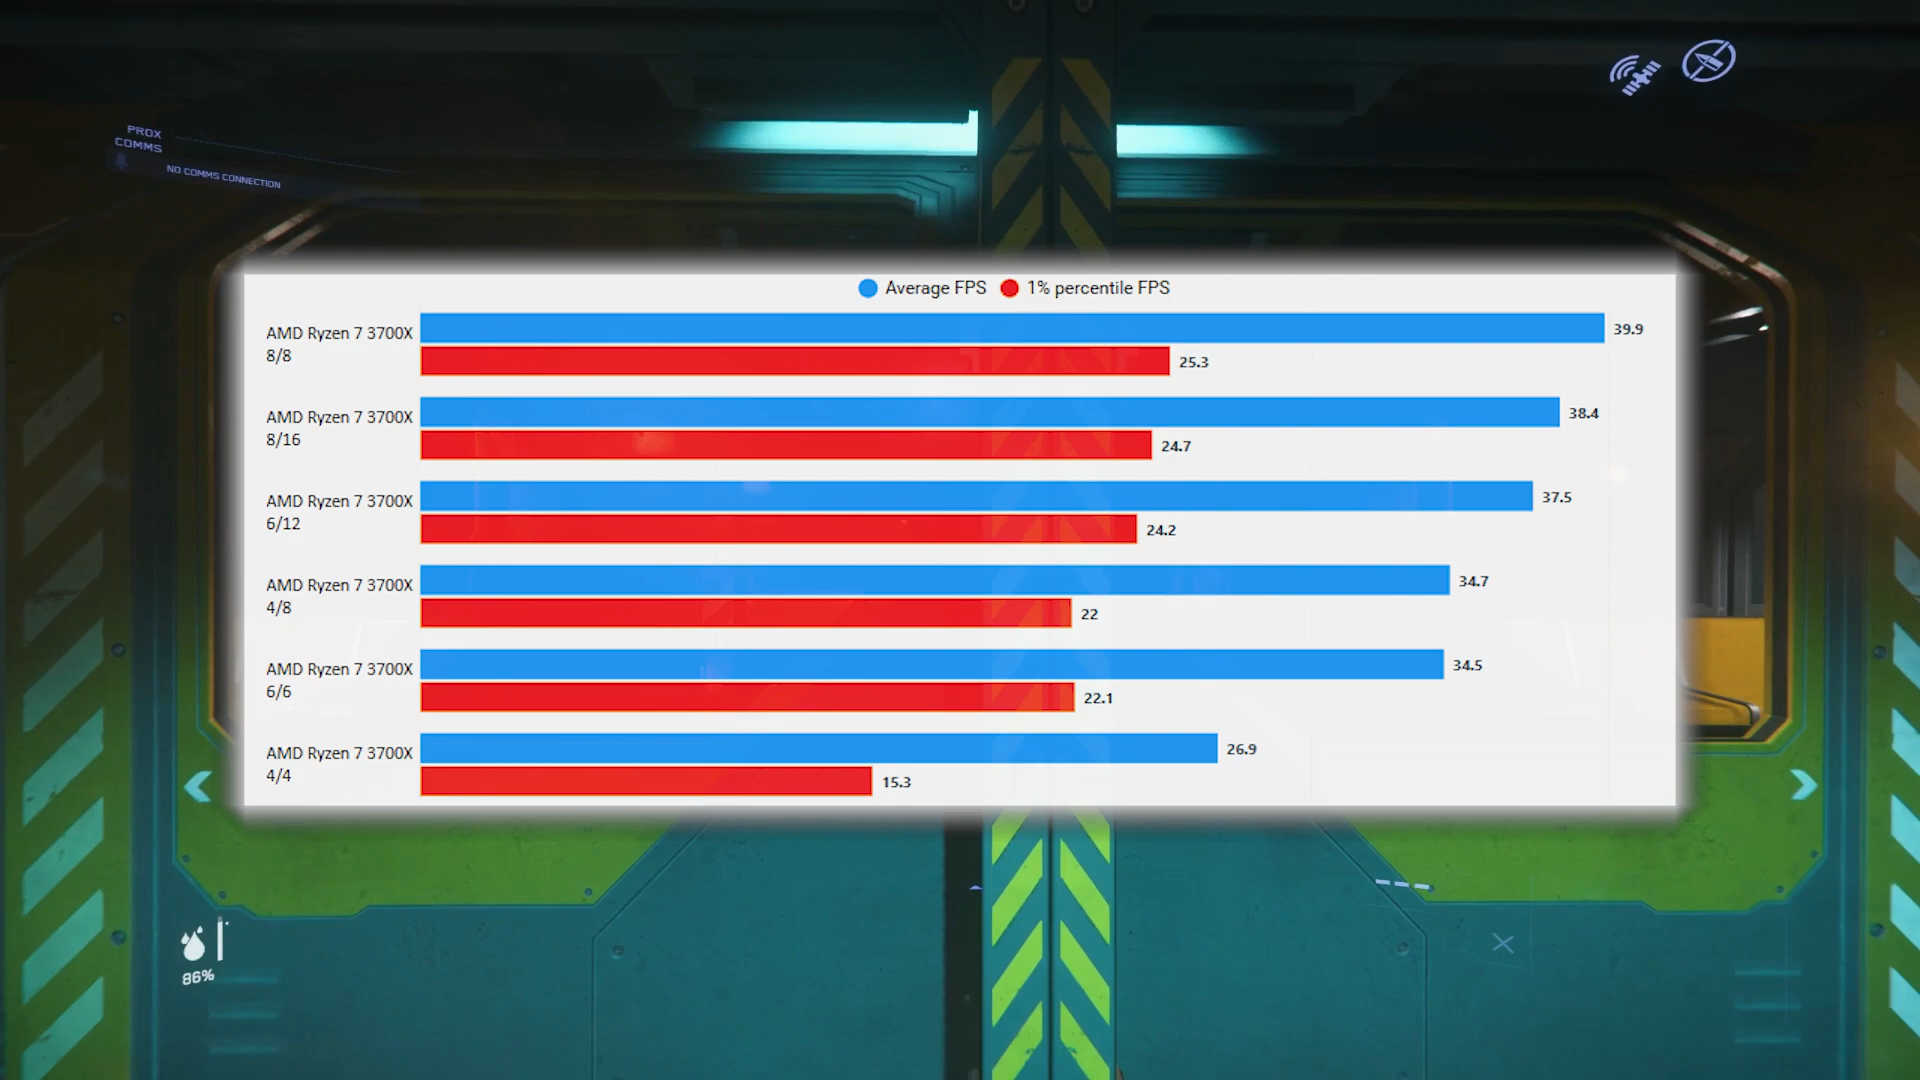 PROX
COMMS
NO COMMS CONNECTION
Average FPS 1% percentile FPS
AMD Ryzen 7 3700X
8/8
39.9
25.3
AMD Ryzen 7 3700X
8/16
38.4
24.7
AMD Ryzen 7 3700X
6/12
37.5
24.2
AMD Ryzen 7 3700X
4/8
34.7
22
AMD Ryzen 7 3700X
6/6
34.5
22.1
AMD Ryzen 7 3700X
4/4
26.9
15.3
86%